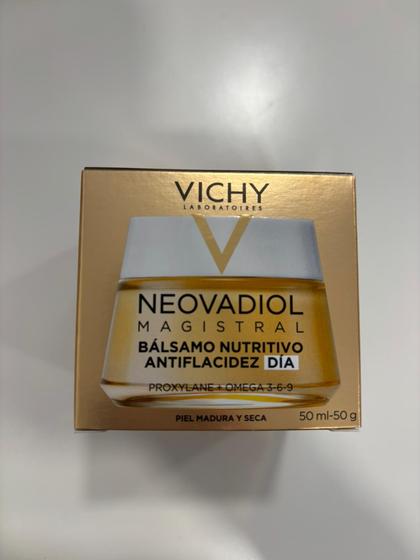 VICHY
LABORATOIRES
NEOVADIOL
MAGISTRAL
BÁLSAMO NUTRITIVO
ANTIFLACIDEZ DÍA
PROXYLANE + OMEGA 3-6-9
PIEL MADURA Y SECA
50 ml-50 g